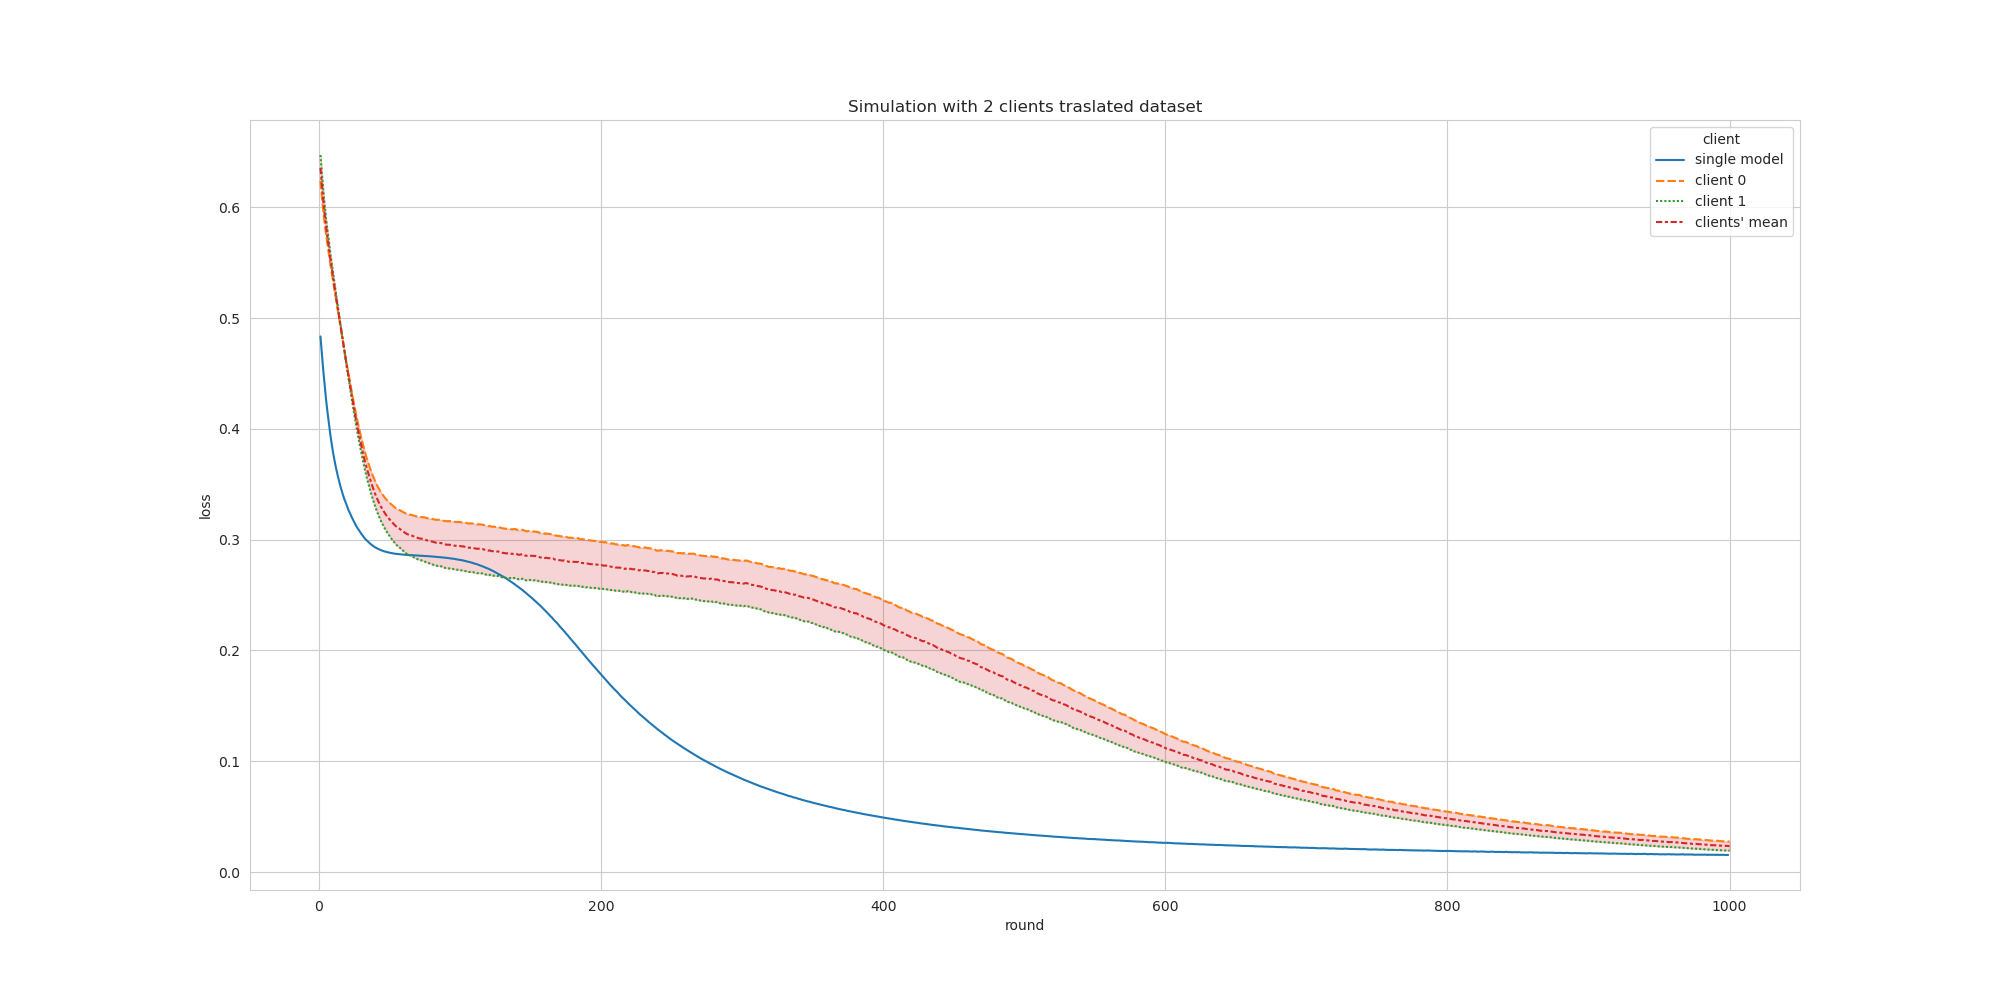 Simulation with 2 clients traslated dataset
client
single model
client 0
client 1
clients' mean
0.6
0.5
0.4
0.3
0.2
0.1
0.0
loss
0 200 400 600 800 1000
round